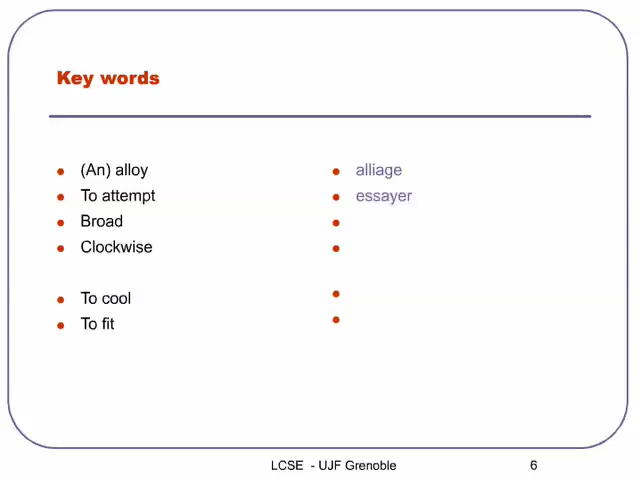 Key words
(An) alloy
To attempt
Broad
Clockwise
To cool
To fit
alliage
essayer
LCSE - UJF Grenoble
6